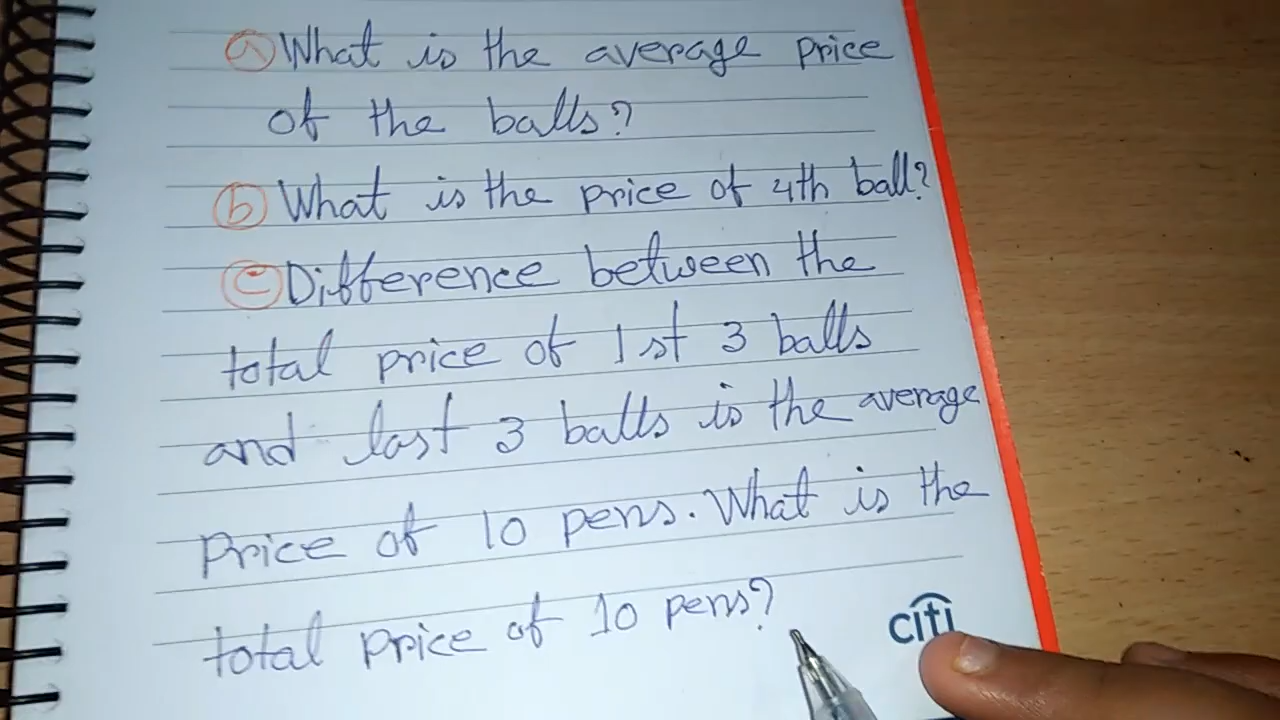 a What is the average price
of the balls?
b What is the price of 4th ball?
c Difference between the
total price of 1st 3 balls
and last 3 balls is the average
Price of 10 pens. What is the
total price of 10 pens?
citi